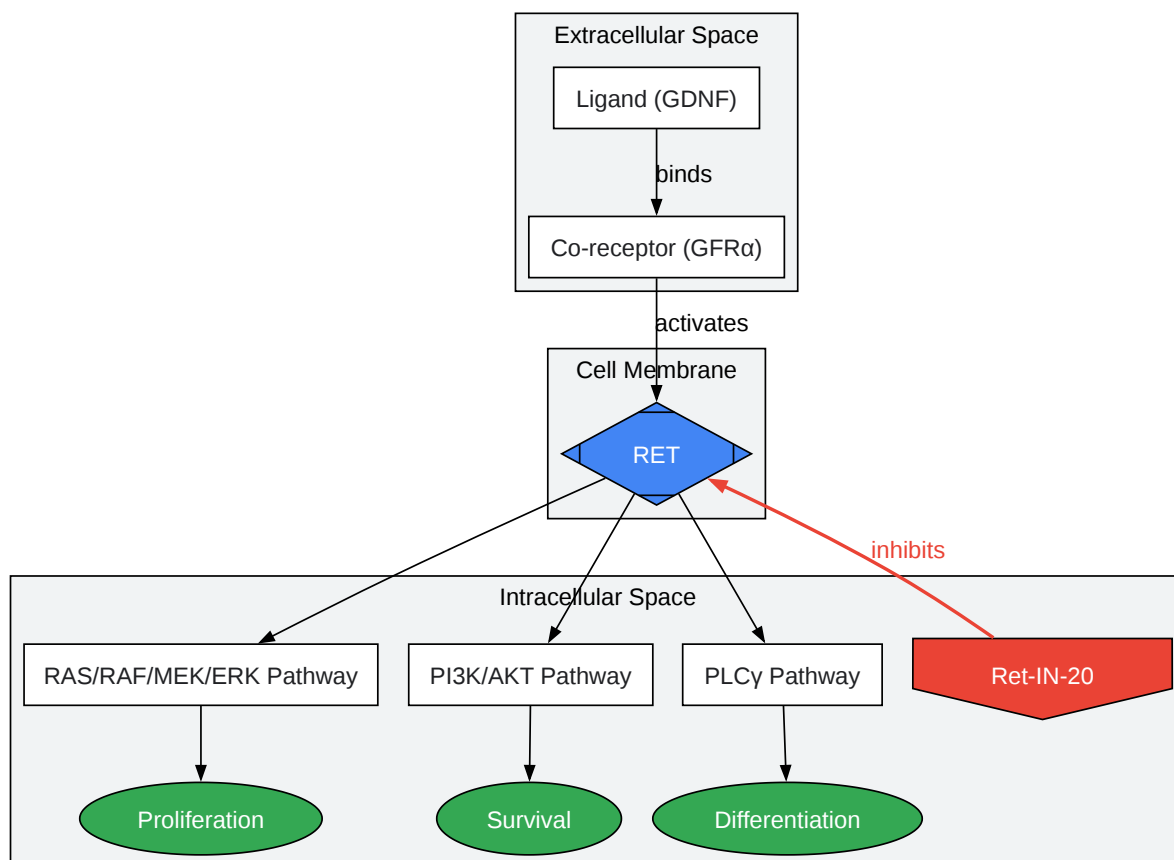 Extracellular Space
Ligand (GDNF)
binds
Co-receptor (GFRα)
activates
Cell Membrane
RET
inhibits
Intracellular Space
RAS/RAF/MEK/ERK Pathway
PI3K/AKT Pathway
PLCγ Pathway
Ret-IN-20
Proliferation
Survival
Differentiation